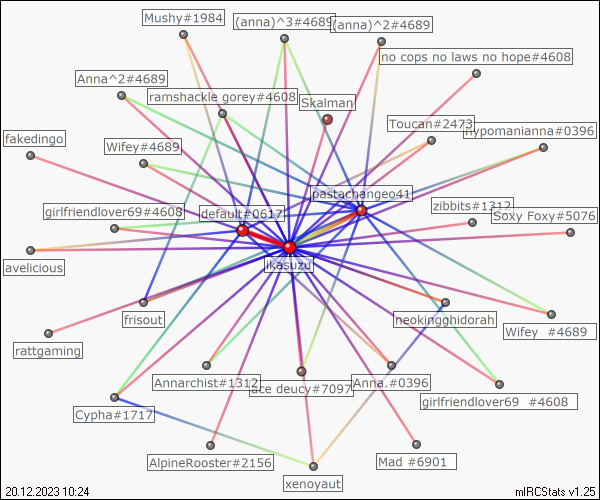 Mushy#1984
(anna)^3#4689
(anna)^2#4689
no cops no laws no hope#4608
Anna^2#4689
ramshackle gorey#4608
Skalman
Toucan#2473
hypomanianna#0396
fakedingo
Wifey#4689
pastachangeo41
girlfriendlover69#4608
default#0617
zibbits#1312
Soxy Foxy#5076
avelicious
ikasuzu
frisout
neokingghidorah
Wifey #4689
rattgaming
Annarchist#1312
ace deucy#7097
Anna.#0396
girlfriendlover69 #4608
Cypha#1717
AlpineRooster#2156
Mad #6901
xenoyaut
20.12.2023 10:24
mIRCStats v1.25